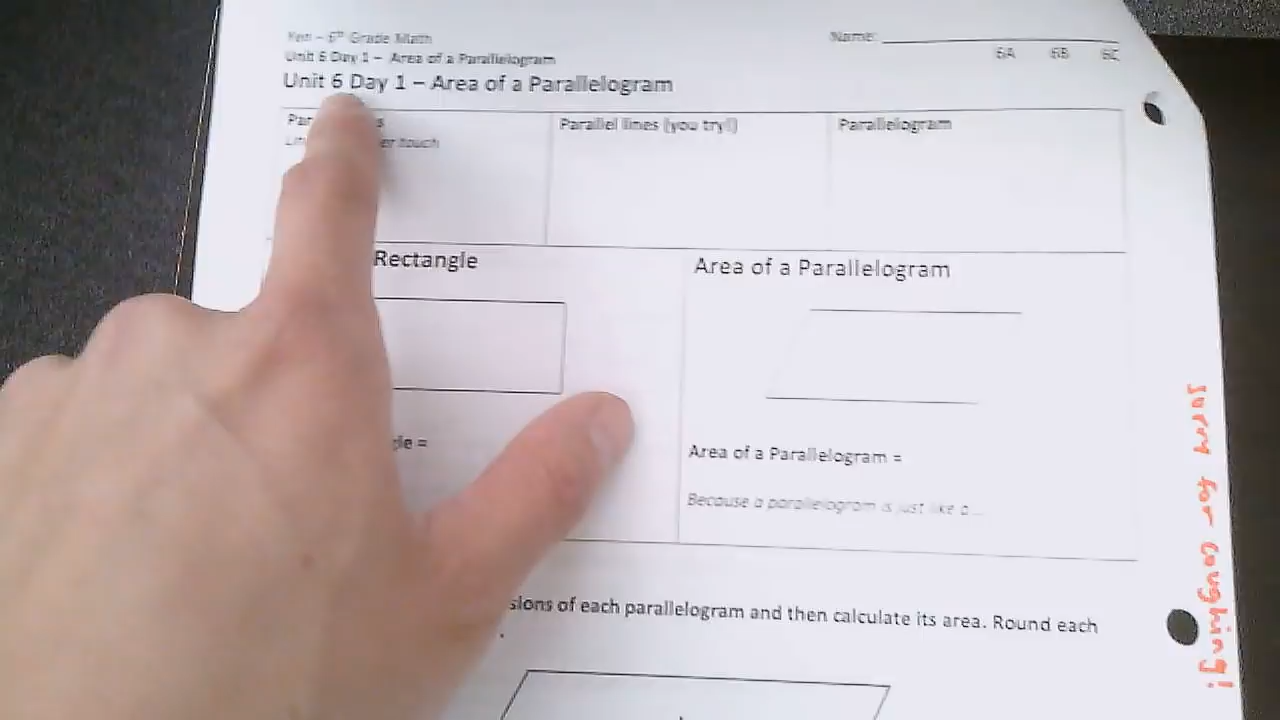 Ken – 6th Grade Math
Name:
Unit 6 Day 1 – Area of a Parallelogram
6A 6B 6C
Unit 6 Day 1 – Area of a Parallelogram
Parallel lines (you try!)
Parallelogram
touch
Rectangle
Area of a Parallelogram
=
Area of a Parallelogram =
Because a parallelogram is just like a...
of each parallelogram and then calculate its area. Round each
sorry for coughing!